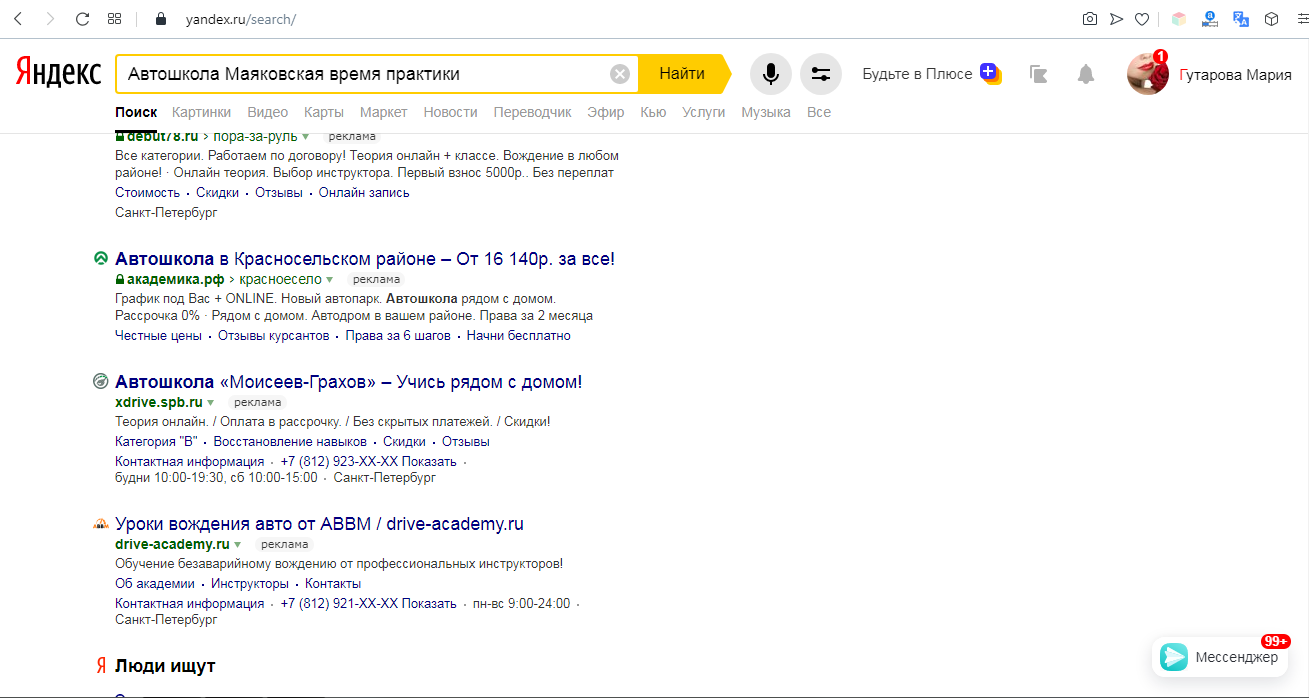 yandex.ru/search/
Яндекс
Автошкола Маяковская время практики
Найти
Будьте в Плюсе
1
Гутарова Мария
Поиск Картинки Видео Карты Маркет Новости Переводчик Эфир Кью Услуги Музыка Все
debut78.ru › пора-за-руль реклама
Все категории. Работаем по договору! Теория онлайн + классе. Вождение в любом
районе! · Онлайн теория. Выбор инструктора. Первый взнос 5000р.. Без переплат
Стоимость · Скидки · Отзывы · Онлайн запись
Санкт-Петербург
Автошкола в Красносельском районе – От 16 140р. за все!
академика.рф › красноесело реклама
График под Вас + ONLINE. Новый автопарк. Автошкола рядом с домом.
Рассрочка 0% · Рядом с домом. Автодром в вашем районе. Права за 2 месяца
Честные цены · Отзывы курсантов · Права за 6 шагов · Начни бесплатно
Автошкола «Моисеев-Грахов» – Учись рядом с домом!
xdrive.spb.ru реклама
Теория онлайн. / Оплата в рассрочку. / Без скрытых платежей. / Скидки!
Категория "В" · Восстановление навыков · Скидки · Отзывы
Контактная информация · +7 (812) 923-XX-XX Показать ·
будни 10:00-19:30, сб 10:00-15:00 · Санкт-Петербург
Уроки вождения авто от АВВМ / drive-academy.ru
drive-academy.ru реклама
Обучение безаварийному вождению от профессиональных инструкторов!
Об академии · Инструкторы · Контакты
Контактная информация · +7 (812) 921-XX-XX Показать · пн-вс 9:00-24:00 ·
Санкт-Петербург
Я Люди ищут
99+
Мессенджер